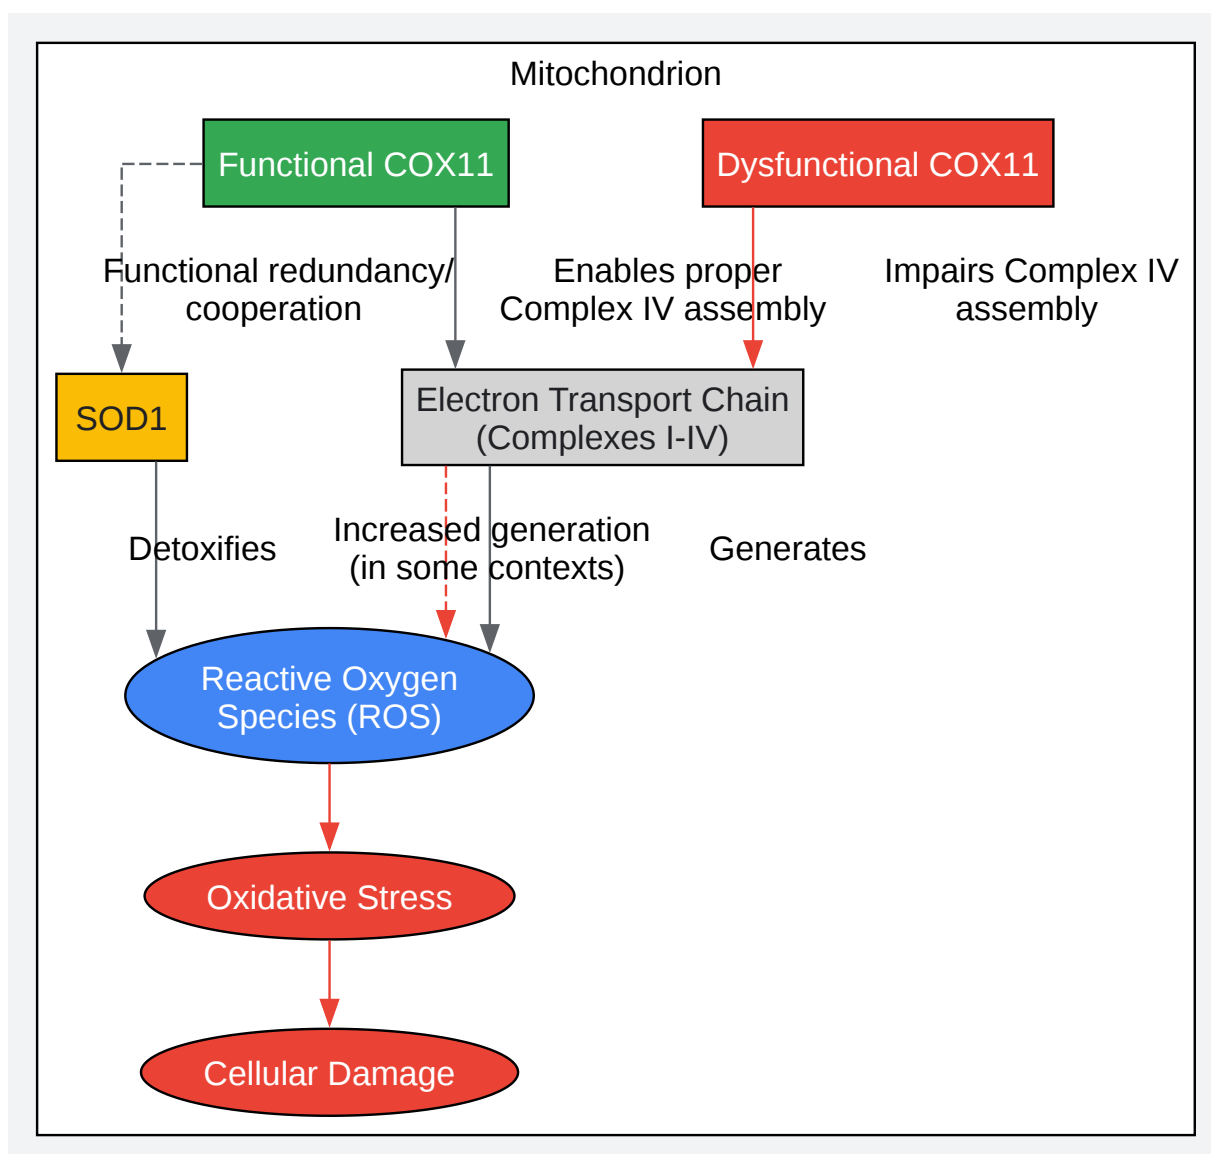 Mitochondrion
Functional COX11
Dysfunctional COX11
Functional redundancy/
cooperation
Enables proper
Complex IV assembly
Impairs Complex IV
assembly
SOD1
Electron Transport Chain
(Complexes I-IV)
Detoxifies
Increased generation
(in some contexts)
Generates
Reactive Oxygen
Species (ROS)
Oxidative Stress
Cellular Damage